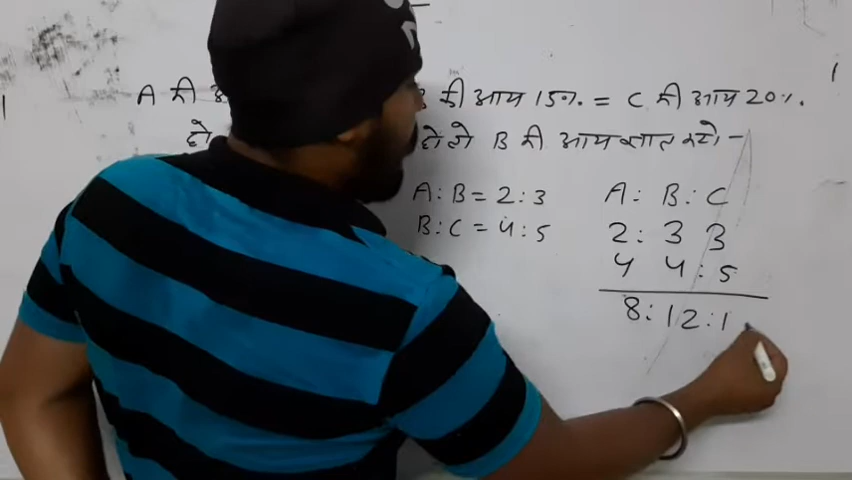 A की की आय 15%. = C की आय 20%.
हो तो B की आय ज्ञात करो -
A : B = 2 : 3
B : C = 4 : 5
A : B : C
2 : 3 3
4 4 : 5
8 : 12 : 1